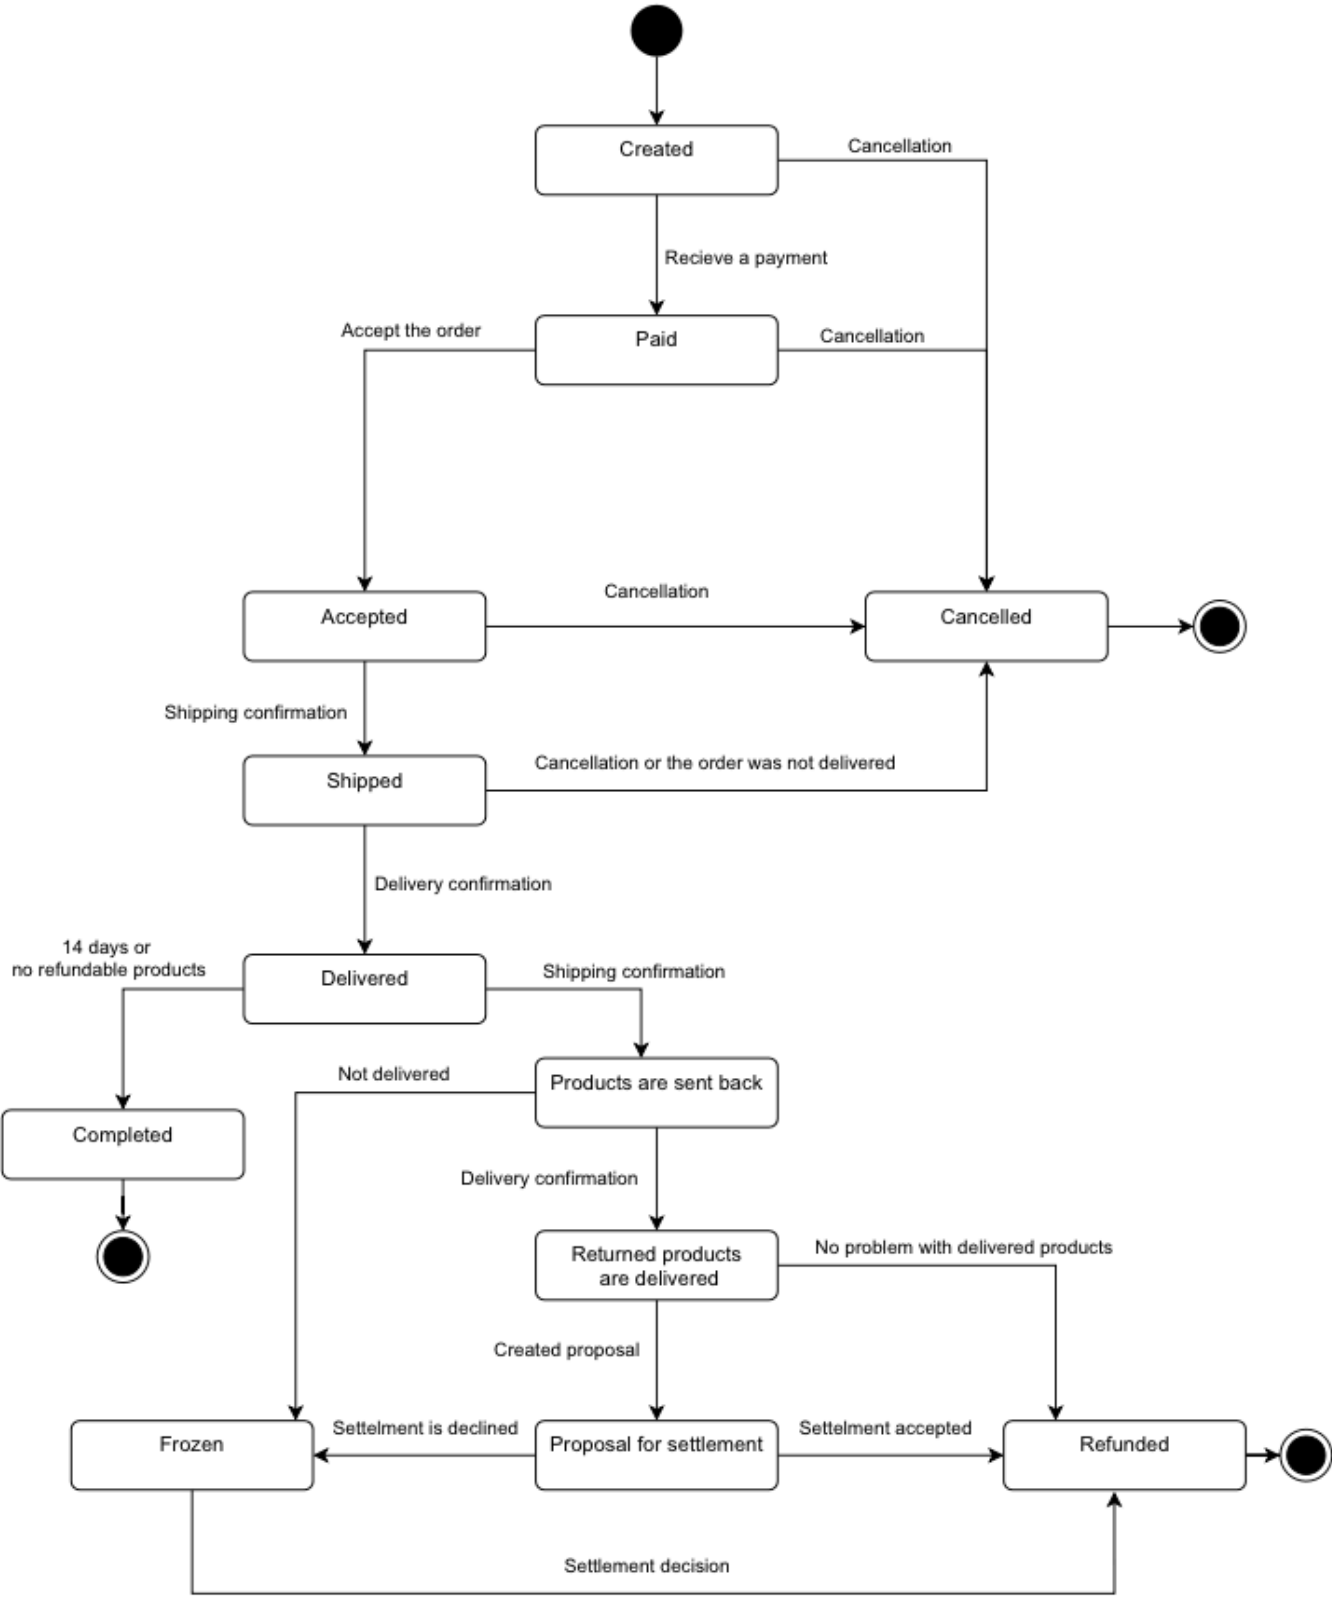 Created
Cancellation
Recieve a payment
Accept the order
Paid
Cancellation
Accepted
Cancellation
Cancelled
Shipping confirmation
Shipped
Cancellation or the order was not delivered
Delivery confirmation
14 days or
no refundable products
Delivered
Shipping confirmation
Not delivered
Products are sent back
Completed
Delivery confirmation
Returned products
are delivered
No problem with delivered products
Created proposal
Frozen
Settelment is declined
Proposal for settlement
Settelment accepted
Refunded
Settlement decision